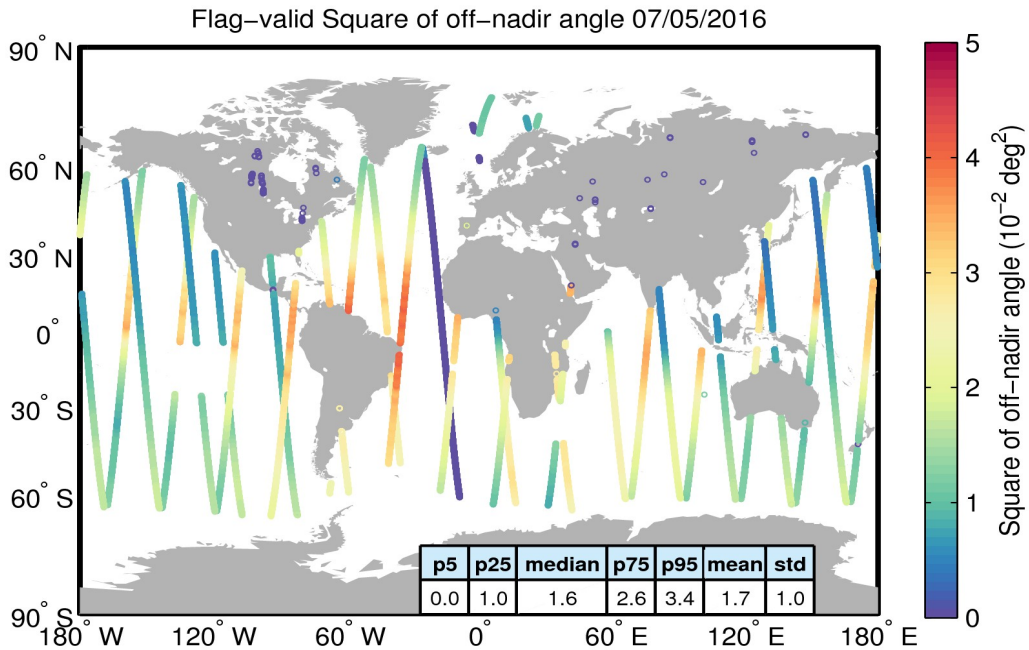 Flag−valid Square of off−nadir angle 07/05/2016
90° N
60° N
30° N
0°
30° S
60° S
90° S
180° W
120° W
60° W
0°
60° E
120° E
180° E
p5 p25 median p75 p95 mean std
0.0 1.0 1.6 2.6 3.4 1.7 1.0
5
4
3
2
1
0
Square of off−nadir angle (10⁻² deg²)